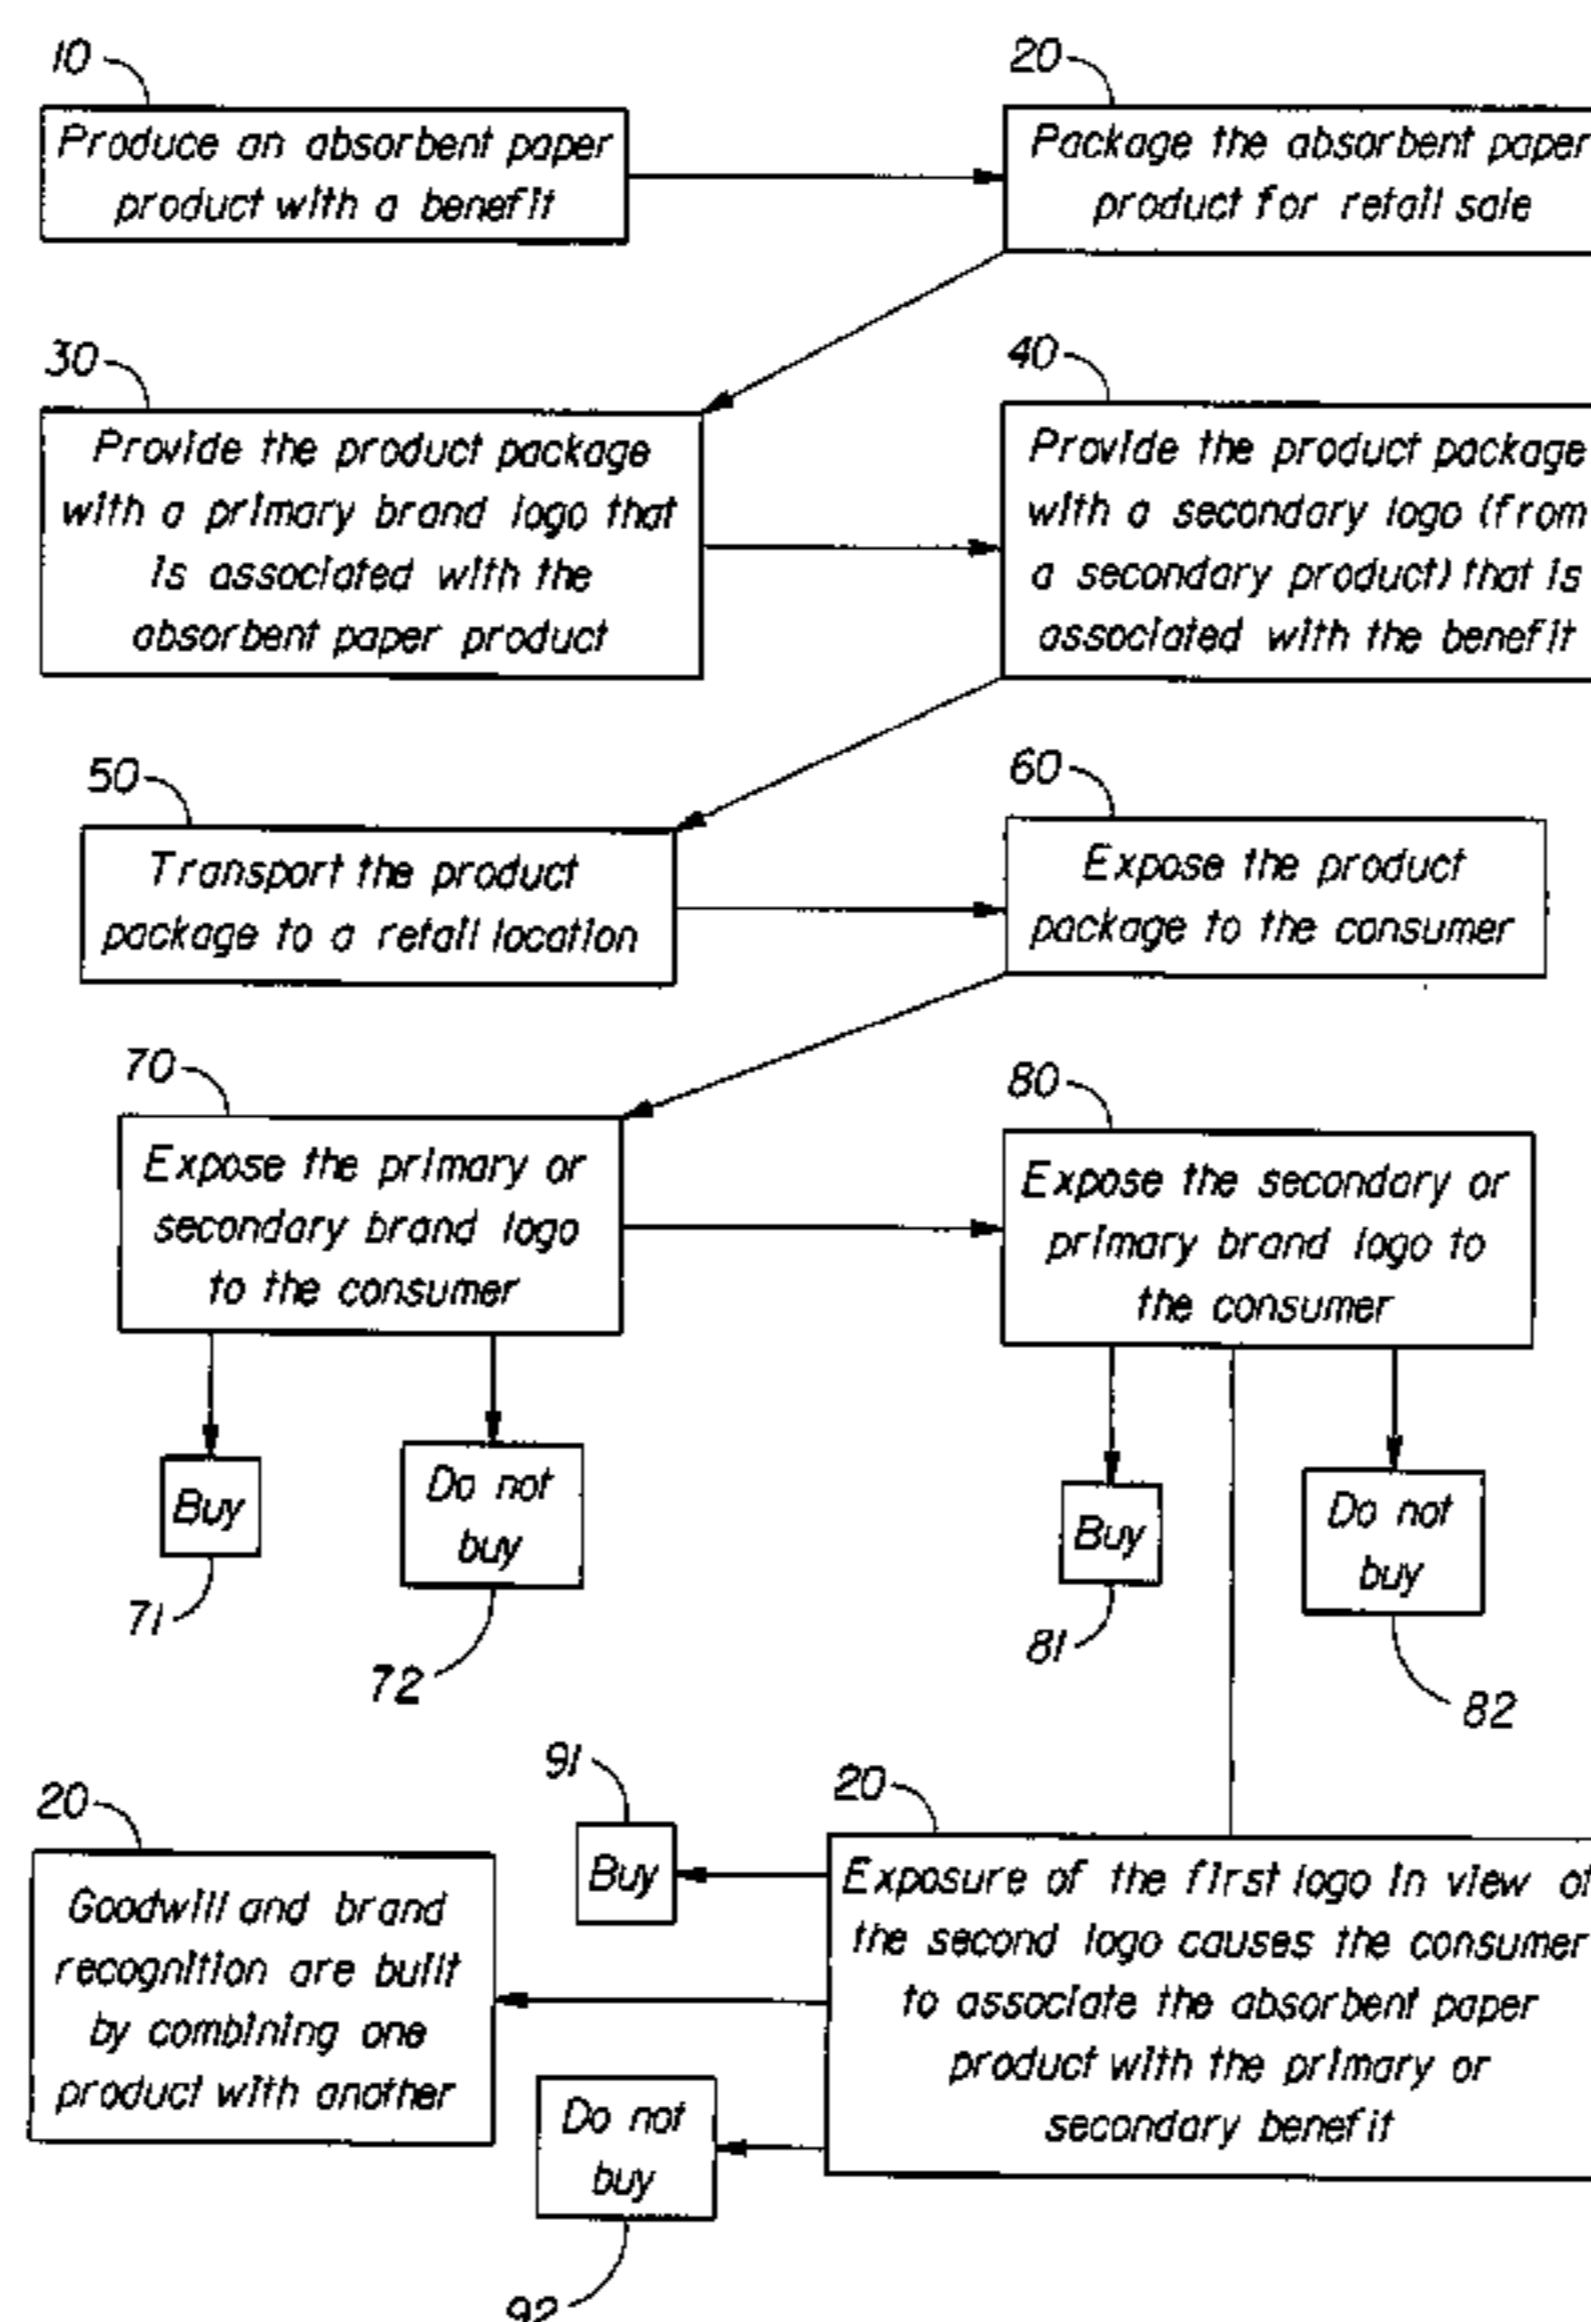 10
Produce an absorbent paper
product with a benefit
20
Package the absorbent paper
product for retail sale
30
Provide the product package
with a primary brand logo that
is associated with the
absorbent paper product
40
Provide the product package
with a secondary logo (from
a secondary product) that is
associated with the benefit
50
Transport the product
package to a retail location
60
Expose the product
package to the consumer
70
Expose the primary or
secondary brand logo
to the consumer
80
Expose the secondary or
primary brand logo to
the consumer
Buy
71
Do not
buy
72
Buy
81
Do not
buy
82
20
Goodwill and brand
recognition are built
by combining one
product with another
91
Buy
20
Exposure of the first logo in view of
the second logo causes the consumer
to associate the absorbent paper
product with the primary or
secondary benefit
Do not
buy
92